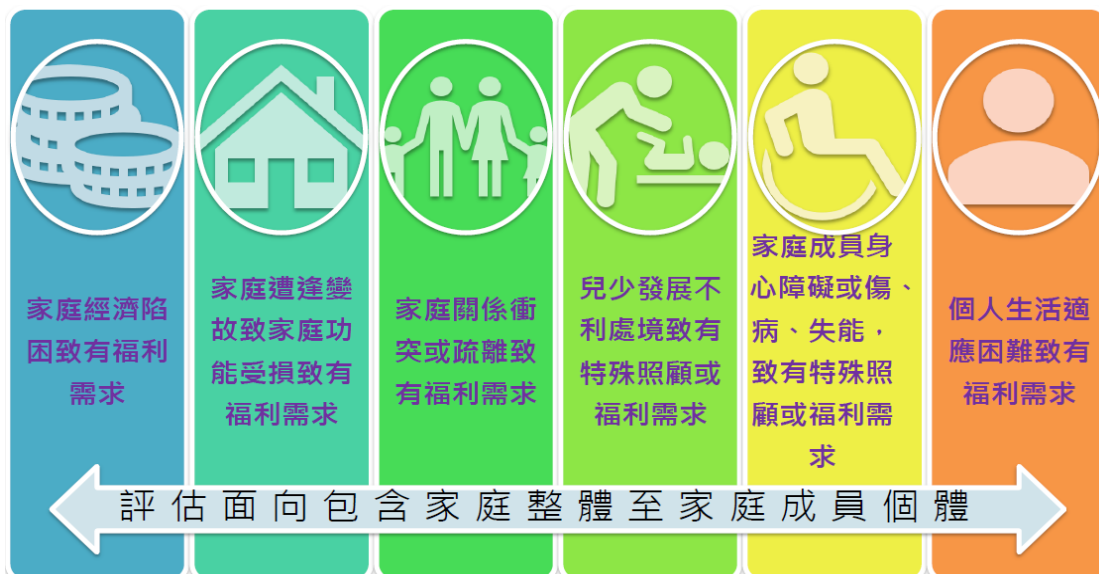 家庭經濟陷
困致有福利
需求
家庭遭逢變
故致家庭功
能受損致有
福利需求
家庭關係衝
突或疏離致
有福利需求
兒少發展不
利處境致有
特殊照顧或
福利需求
家庭成員身
心障礙或傷、
病、失能，
致有特殊照
顧或福利需
求
個人生活適
應困難致有
福利需求
評估面向包含家庭整體至家庭成員個體